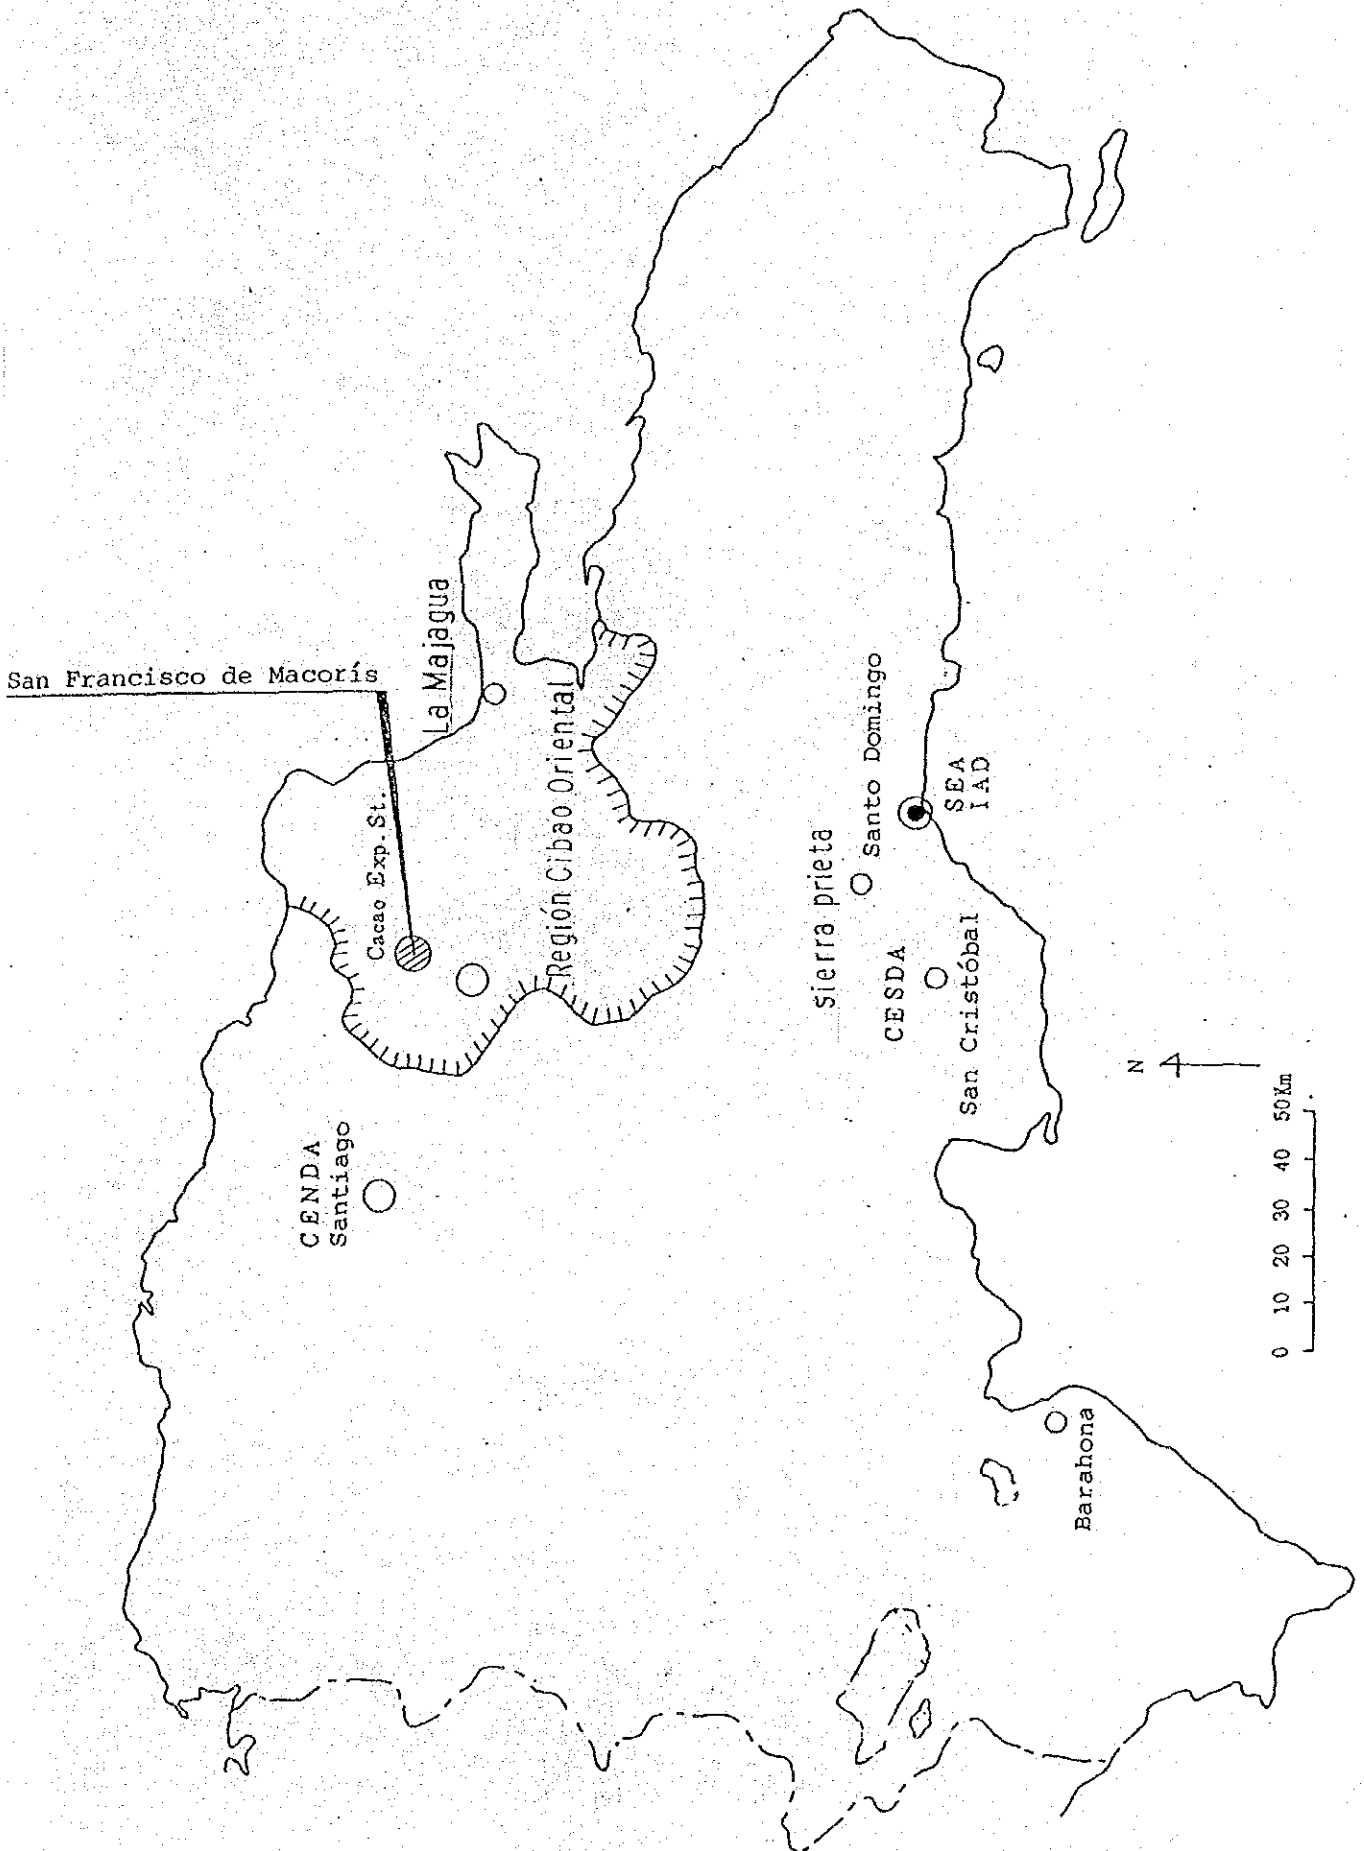 San Francisco de Macorís
La Majagua
Cacao Exp. St.
Región Cibao Oriental
CENDA
Santiago
sierra prieta
Santo Domingo
SEA
IAD
CESDA
San Cristóbal
Barahona
N
0 10 20 30 40 50Km